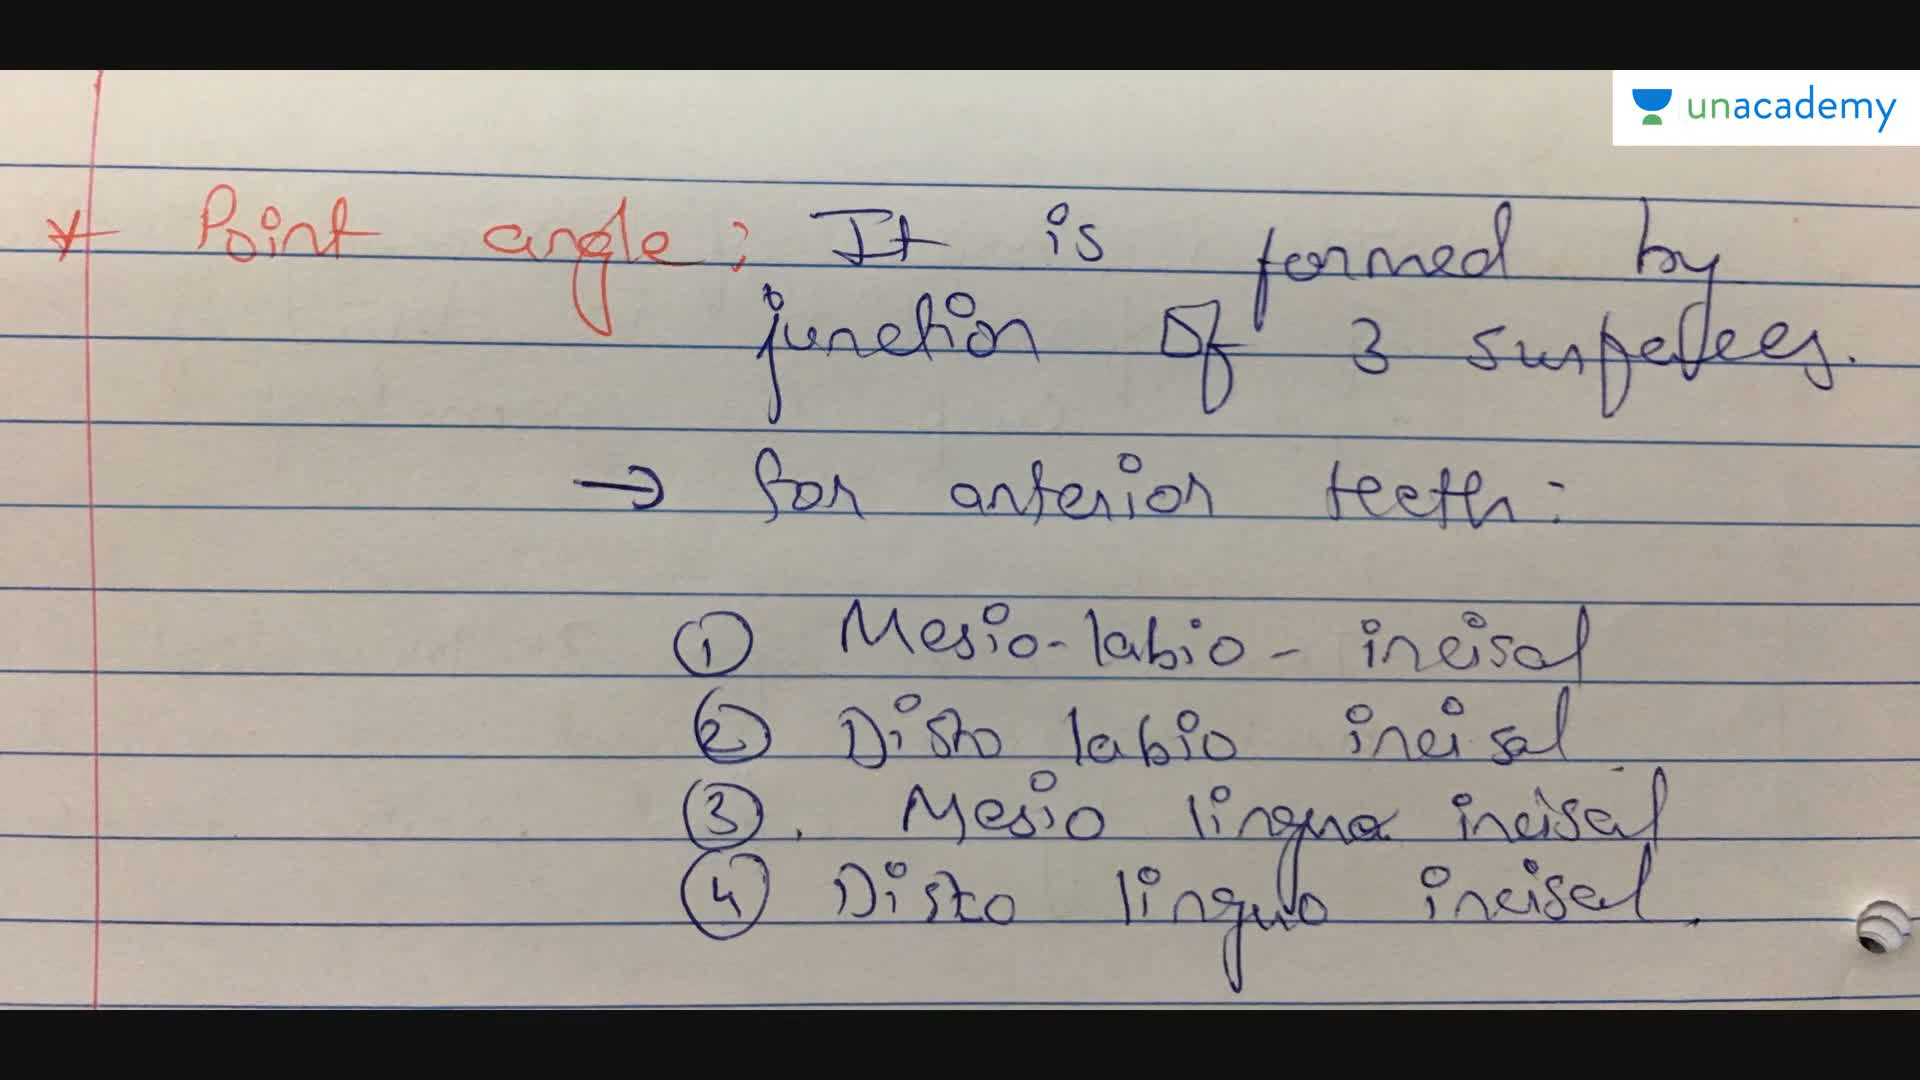 unacademy
* Point angle: It is formed by
junction of 3 surfaces.
→ for anterior teeth:
① Mesio-labio-incisal
② Disto labio incisal
③. Mesio linguo incisal
④ Disto linguo incisal.